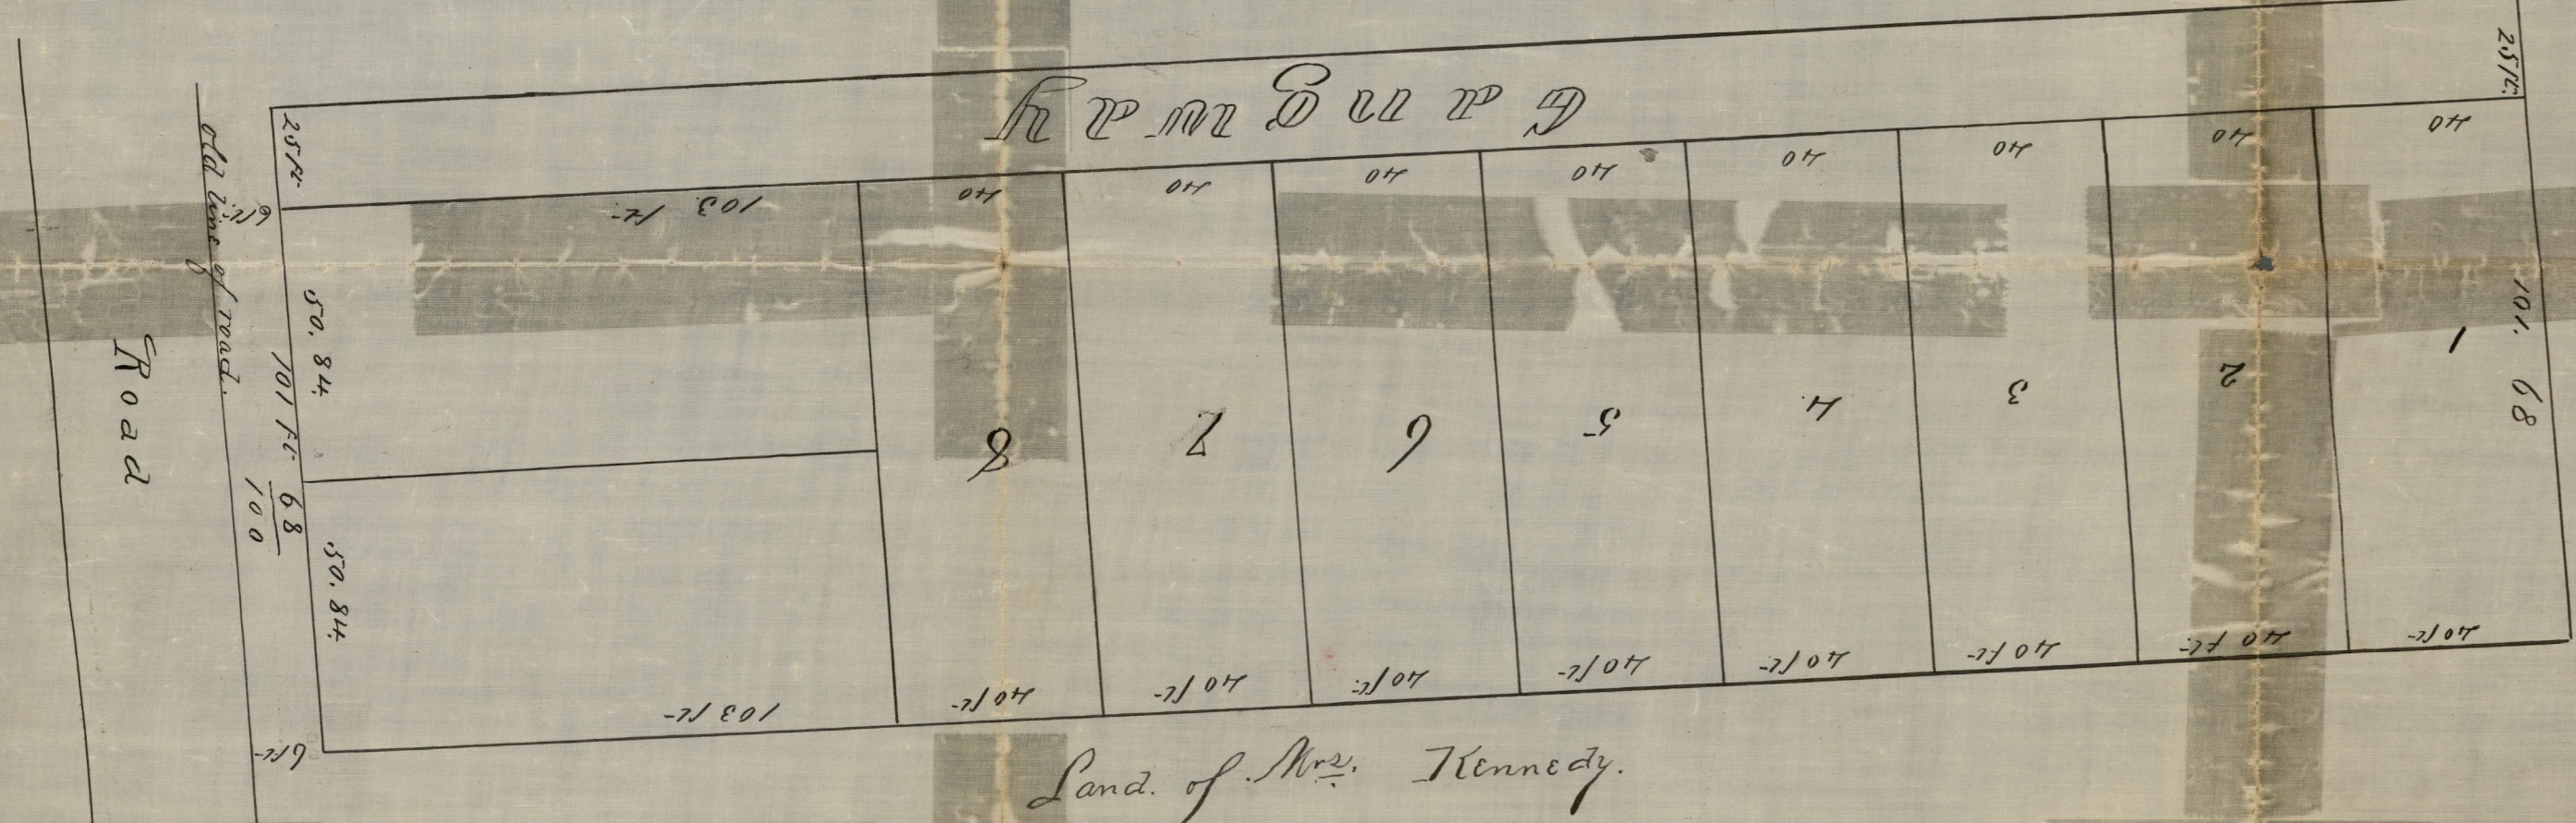 Gangway
25 ft.
25 ft.
6 ft.
103 ft.
40
40
40
40
40
40
40
40
old line of road.
Road
50.84
101 ft. 68
100
50.84
8
7
6
5
4
3
2
1
101. 68
103 ft.
40 ft.
40 ft.
40 ft.
40 ft.
40 ft.
40 ft.
40 ft.
40 ft.
6 ft.
Land. of Mrs. Kennedy.